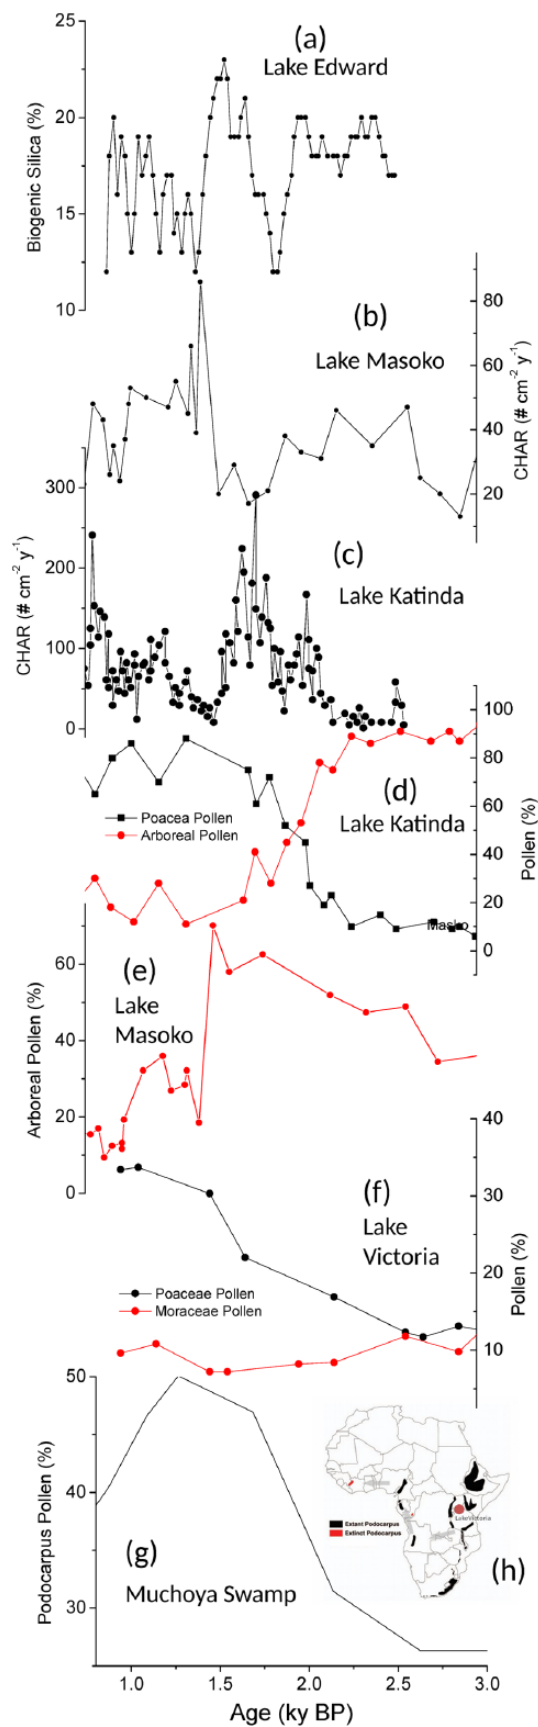 (a)
Lake Edward
Biogenic Silica (%)
25
20
15
10
(b)
Lake Masoko
CHAR (# cm-2 y-1)
80
60
40
20
(c)
Lake Katinda
CHAR (# cm-2 y-1)
300
200
100
0
(d)
Lake Katinda
Poacea Pollen
Arboreal Pollen
Pollen (%)
100
80
60
40
20
0
Masko
(e)
Lake
Masoko
Arboreal Pollen (%)
60
40
20
0
(f)
Lake
Victoria
Poaceae Pollen
Moraceae Pollen
Pollen (%)
40
30
20
10
(g)
Muchoya Swamp
Podocarpus Pollen (%)
50
40
30
Extant Podocarpus
Extinct Podocarpus
Lake Victoria
(h)
1.0 1.5 2.0 2.5 3.0
Age (ky BP)